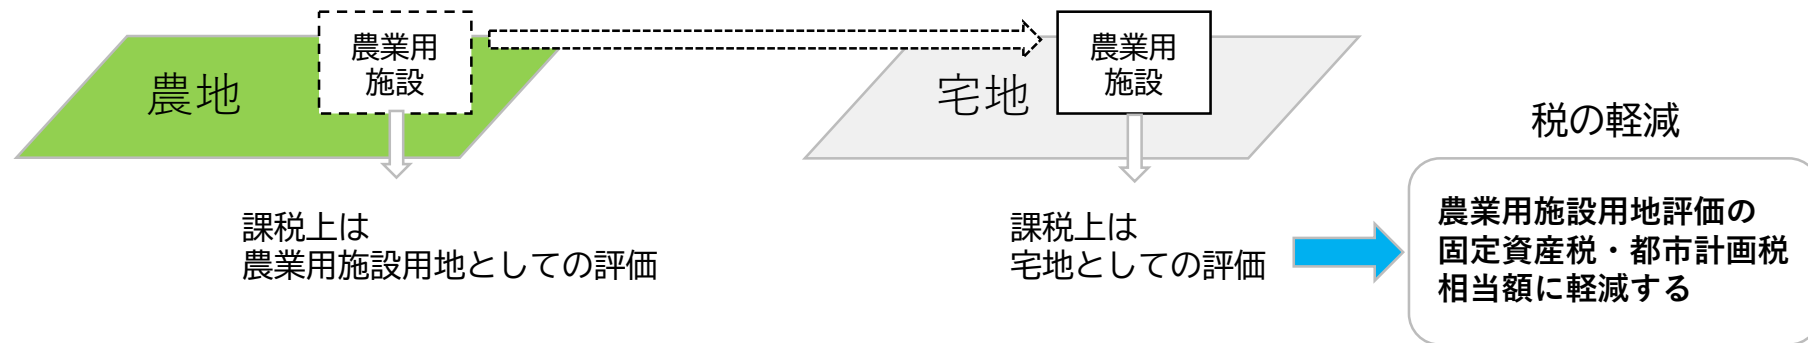 農業用
施設
農地
課税上は
農業用施設用地としての評価
農業用
施設
宅地
課税上は
宅地としての評価
税の軽減
農業用施設用地評価の
固定資産税・都市計画税
相当額に軽減する